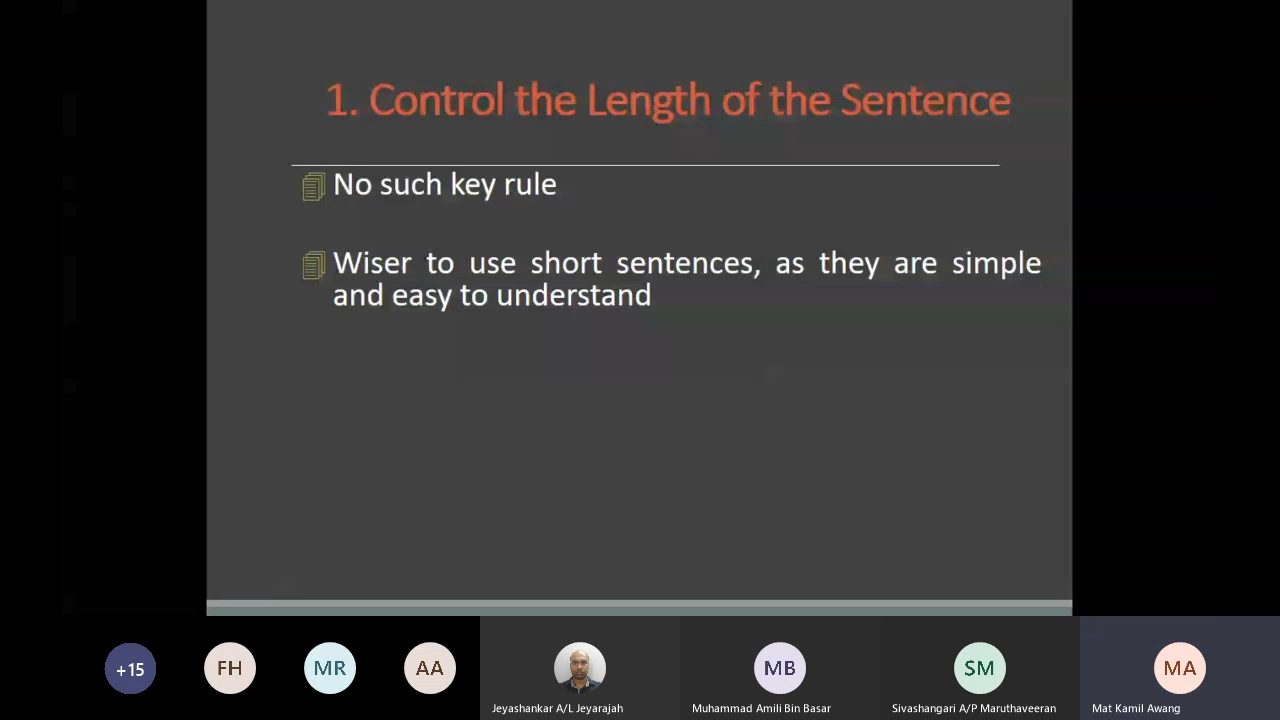 1. Control the Length of the Sentence
No such key rule
Wiser to use short sentences, as they are simple
and easy to understand
+15
FH
MR
AA
MB
SM
MA
Jeyashankar A/L Jeyarajah
Muhammad Amili Bin Basar
Sivashangari A/P Maruthaveeran
Mat Kamil Awang